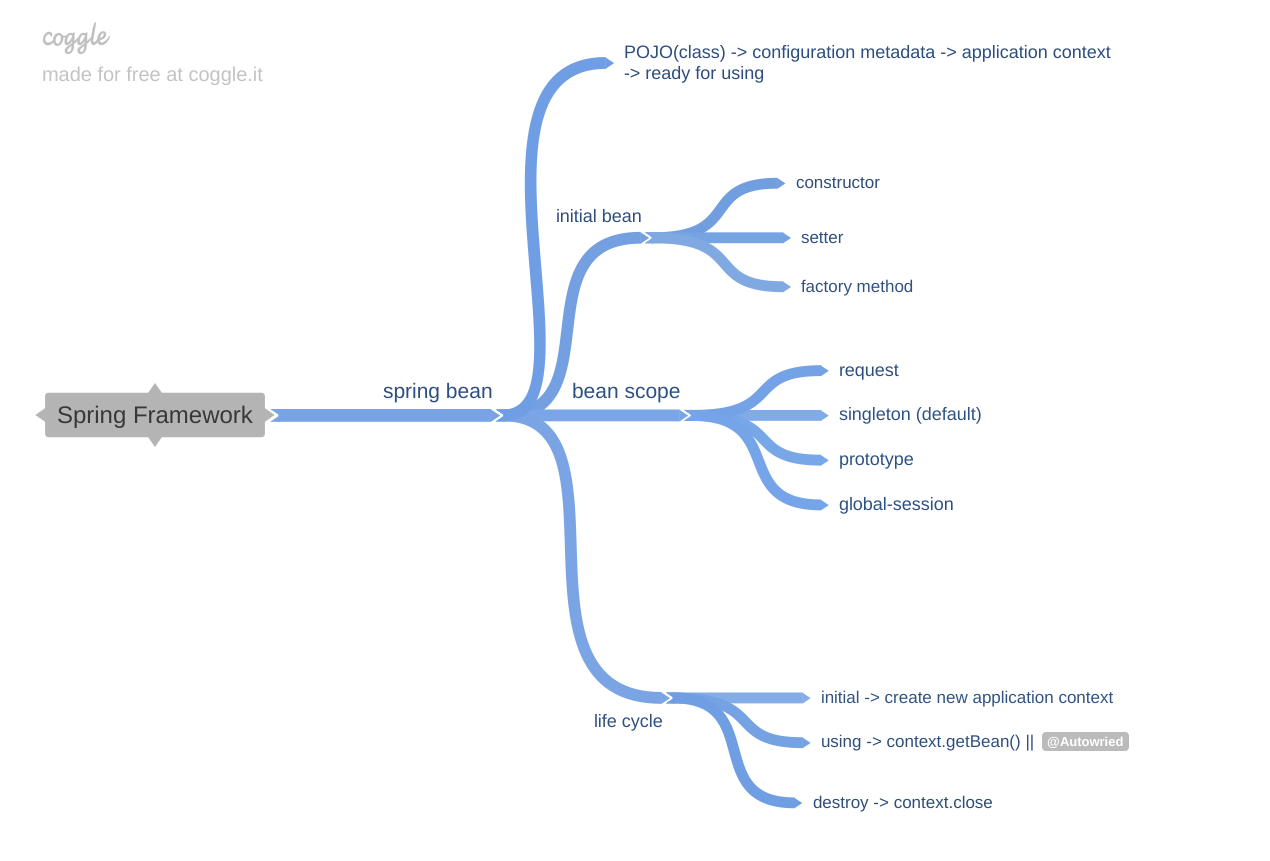 coggle
made for free at coggle.it
POJO(class) -> configuration metadata -> application context
-> ready for using
constructor
initial bean
setter
factory method
request
spring bean
bean scope
Spring Framework
singleton (default)
prototype
global-session
initial -> create new application context
life cycle
using -> context.getBean() || @Autowried
destroy -> context.close